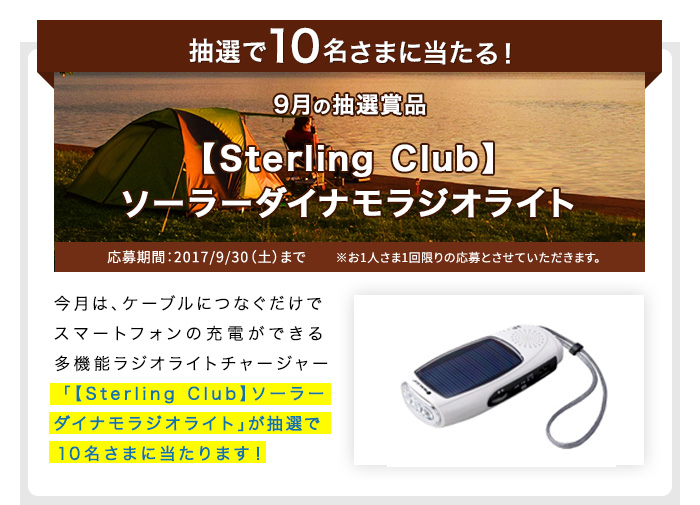 抽選で10名さまに当たる!
9月の抽選賞品
【Sterling Club】
ソーラーダイナモラジオライト
応募期間:2017/9/30(土)まで ※お1人さま1回限りの応募とさせていただきます。
今月は、ケーブルにつなぐだけで
スマートフォンの充電ができる
多機能ラジオライトチャージャー
「【Sterling Club】ソーラー
ダイナモラジオライト」が抽選で
10名さまに当たります!